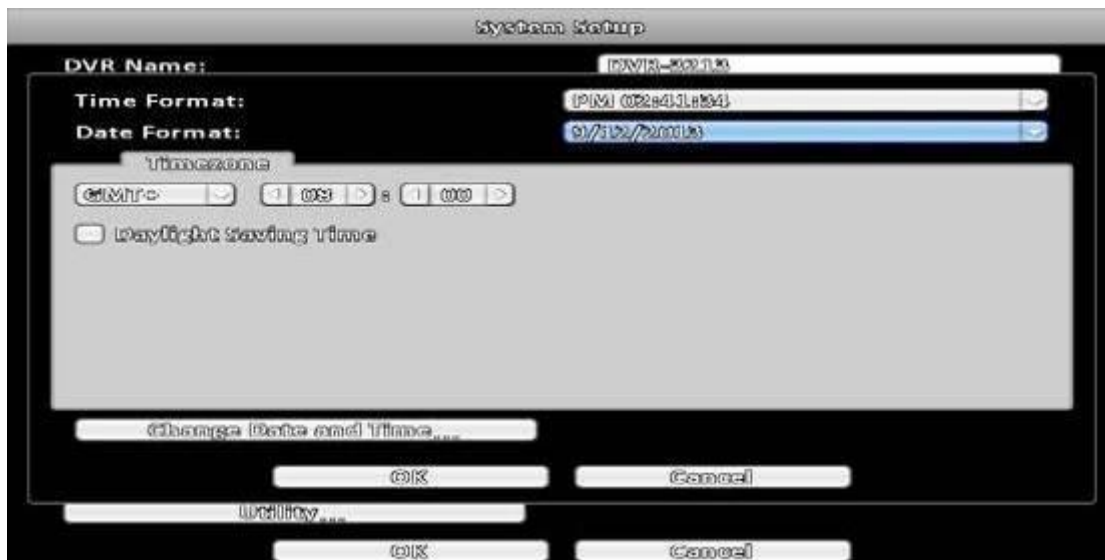 System Setup
DVR Name: DVR-3213
Time Format: PM 02:41:34
Date Format: 9/12/2013
Timezone
GMT+ 09 : 00
Daylight Saving Time
Change Date and Time...
OK Cancel
Utility...
OK Cancel